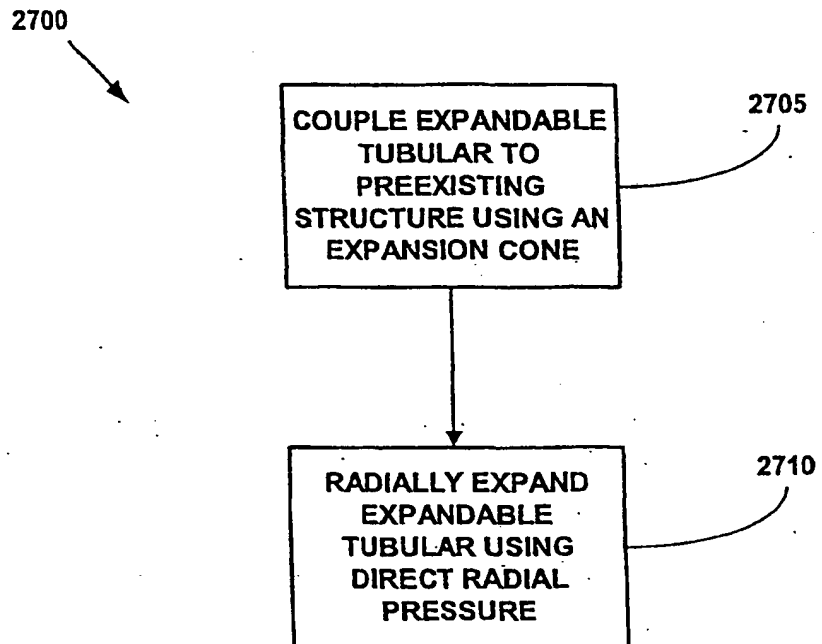 2700
COUPLE EXPANDABLE
TUBULAR TO
PREEXISTING
STRUCTURE USING AN
EXPANSION CONE
2705
RADIALLY EXPAND
EXPANDABLE
TUBULAR USING
DIRECT RADIAL
PRESSURE
2710